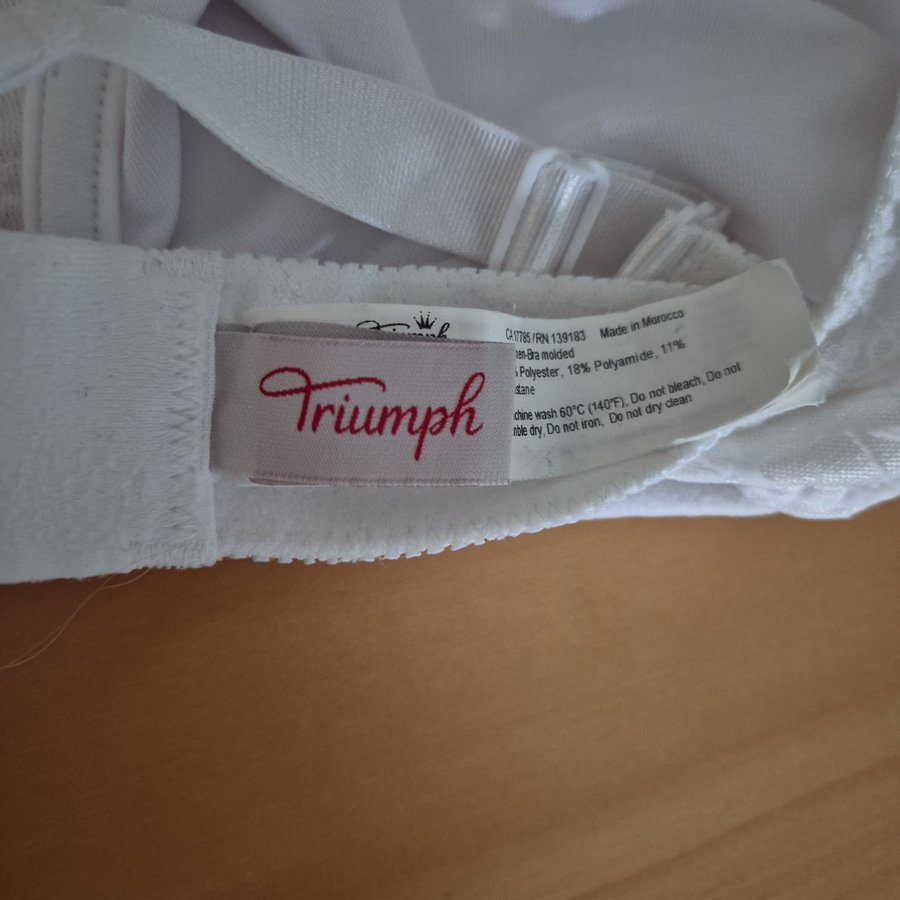 Triumph
CA 17785 / RN 139183 Made in Morocco
Polyester, 18% Polyamide, 11%
wash 60°C (140°F), Do not bleach, Do not
dry, Do not iron, Do not dry clean
Bra molded
Triumph